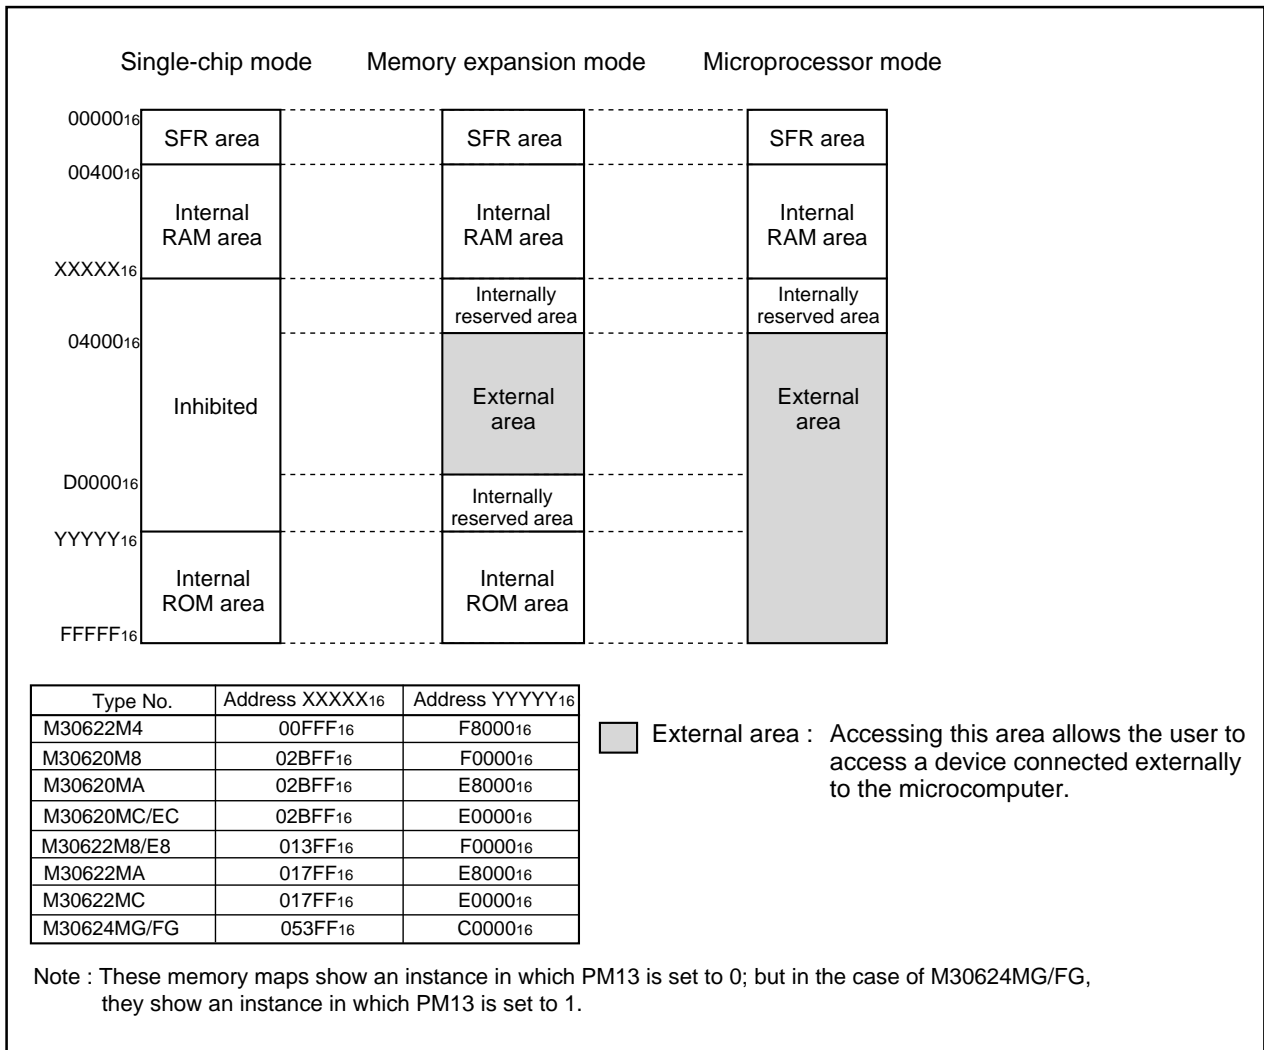 Single-chip mode Memory expansion mode Microprocessor mode
0000016 SFR area SFR area SFR area
0040016
Internal RAM area Internal RAM area Internal RAM area
XXXXX16
Internally reserved area Internally reserved area
0400016
Inhibited External area External area
D000016
Internally reserved area
YYYYY16
Internal ROM area Internal ROM area
FFFFF16
Type No. Address XXXXX16 Address YYYYY16
M30622M4 00FFF16 F800016
M30620M8 02BFF16 F000016
M30620MA 02BFF16 E800016
M30620MC/EC 02BFF16 E000016
M30622M8/E8 013FF16 F000016
M30622MA 017FF16 E800016
M30622MC 017FF16 E000016
M30624MG/FG 053FF16 C000016
External area : Accessing this area allows the user to
access a device connected externally
to the microcomputer.
Note : These memory maps show an instance in which PM13 is set to 0; but in the case of M30624MG/FG,
they show an instance in which PM13 is set to 1.